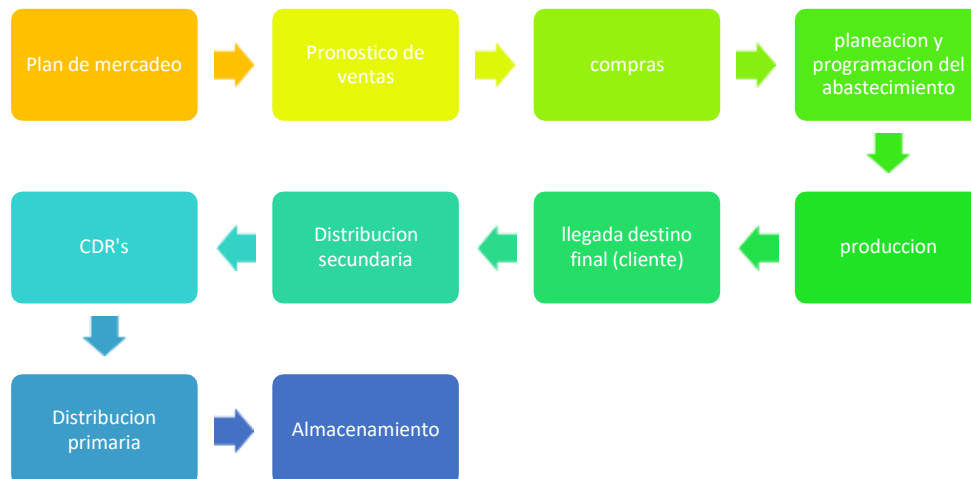 Plan de mercadeo
Pronostico de
ventas
compras
planeacion y
programacion del
abastecimiento
produccion
llegada destino
final (cliente)
Distribucion
secundaria
CDR's
Distribucion
primaria
Almacenamiento